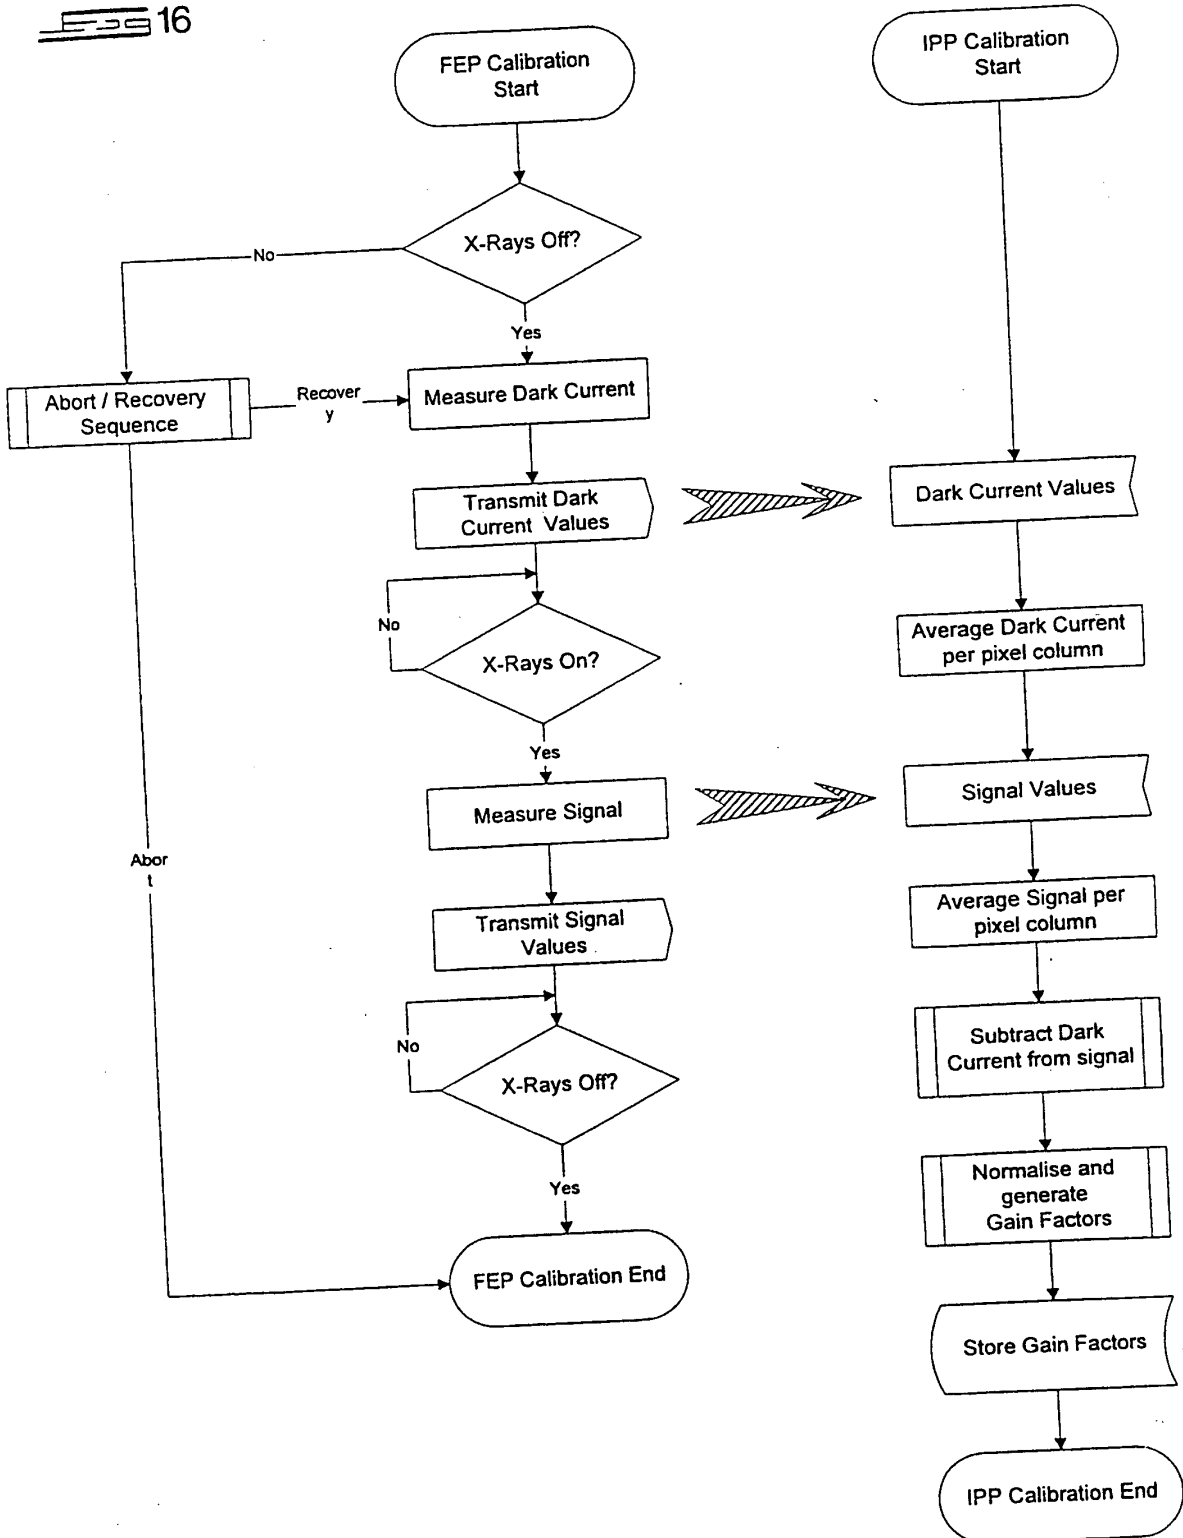 16
FEP Calibration
Start
X-Rays Off?
No
Yes
Abort / Recovery
Sequence
Recover
y
Measure Dark Current
Transmit Dark
Current Values
No
X-Rays On?
Yes
Measure Signal
Abor
t
Transmit Signal
Values
No
X-Rays Off?
Yes
FEP Calibration End
IPP Calibration
Start
Dark Current Values
Average Dark Current
per pixel column
Signal Values
Average Signal per
pixel column
Subtract Dark
Current from signal
Normalise and
generate
Gain Factors
Store Gain Factors
IPP Calibration End